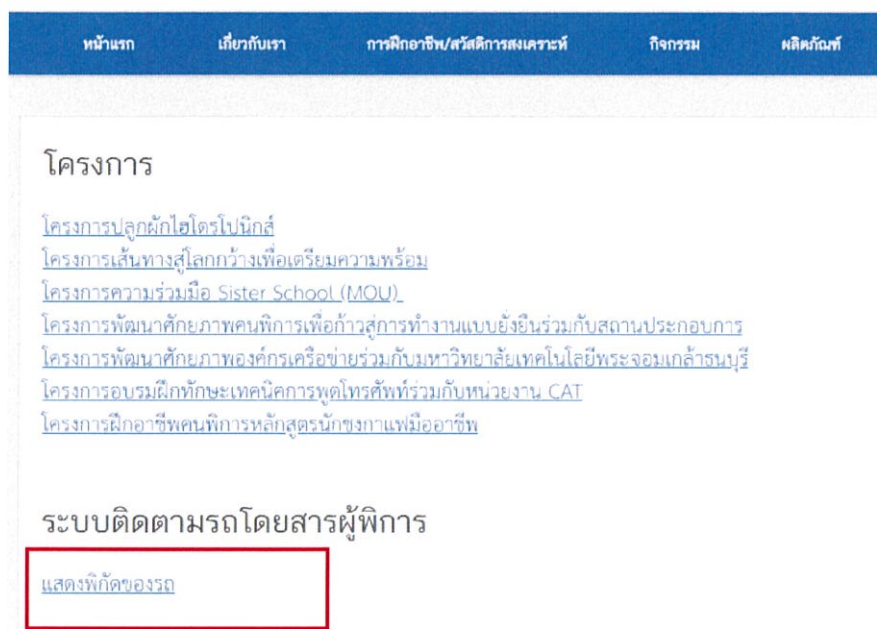 หน้าแรก เกี่ยวกับเรา การฝึกอาชีพ/สวัสดิการสงเคราะห์ กิจกรรม ผลิตภัณฑ์
โครงการ
โครงการปลูกผักไฮโดรโปนิกส์
โครงการเส้นทางสู่โลกกว้างเพื่อเตรียมความพร้อม
โครงการความร่วมมือ Sister School (MOU)
โครงการพัฒนาศักยภาพคนพิการเพื่อก้าวสู่การทำงานแบบยั่งยืนร่วมกับสถานประกอบการ
โครงการพัฒนาศักยภาพองค์กรเครือข่ายร่วมกับมหาวิทยาลัยเทคโนโลยีพระจอมเกล้าธนบุรี
โครงการอบรมฝึกทักษะเทคนิคการพูดโทรศัพท์ร่วมกับหน่วยงาน CAT
โครงการฝึกอาชีพคนพิการหลักสูตรนักชงกาแฟมืออาชีพ
ระบบติดตามรถโดยสารผู้พิการ
แสดงพิกัดของรถ